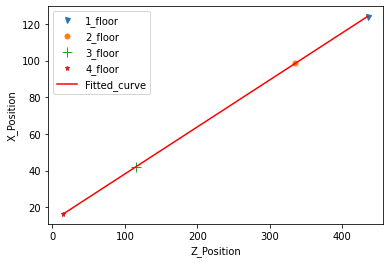 1_floor
2_floor
3_floor
4_floor
Fitted_curve
X_Position
120
100
80
60
40
20
0
100
200
300
400
Z_Position